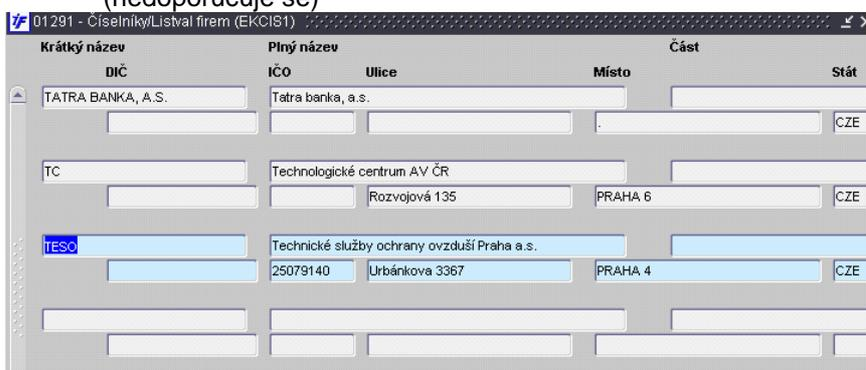 (nedoporučuje se)
01291 - Číselníky/Listval firem (EKCIS1)
Krátký název Plný název Část
DIČ IČO Ulice Místo Stát
TATRA BANKA, A.S. Tatra banka, a.s.
. CZE
TC Technologické centrum AV ČR
Rozvojová 135 PRAHA 6 CZE
TESO Technické služby ochrany ovzduší Praha a.s.
25079140 Urbánkova 3367 PRAHA 4 CZE